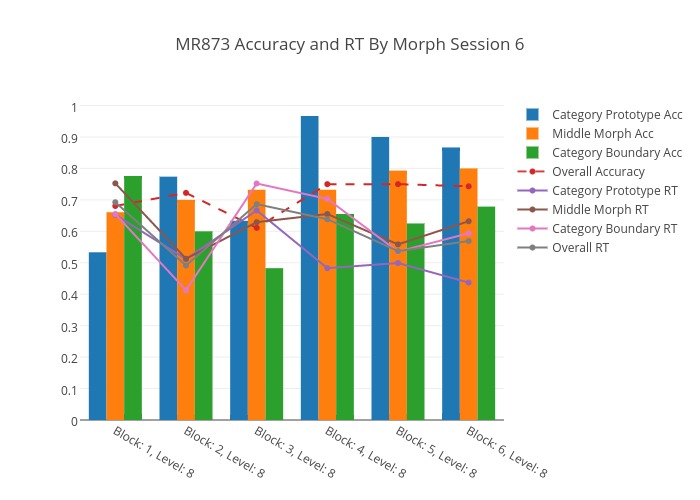 MR873 Accuracy and RT By Morph Session 6
1
0.9
0.8
0.7
0.6
0.5
0.4
0.3
0.2
0.1
0
Block: 1, Level: 8
Block: 2, Level: 8
Block: 3, Level: 8
Block: 4, Level: 8
Block: 5, Level: 8
Block: 6, Level: 8
Category Prototype Acc
Middle Morph Acc
Category Boundary Acc
Overall Accuracy
Category Prototype RT
Middle Morph RT
Category Boundary RT
Overall RT